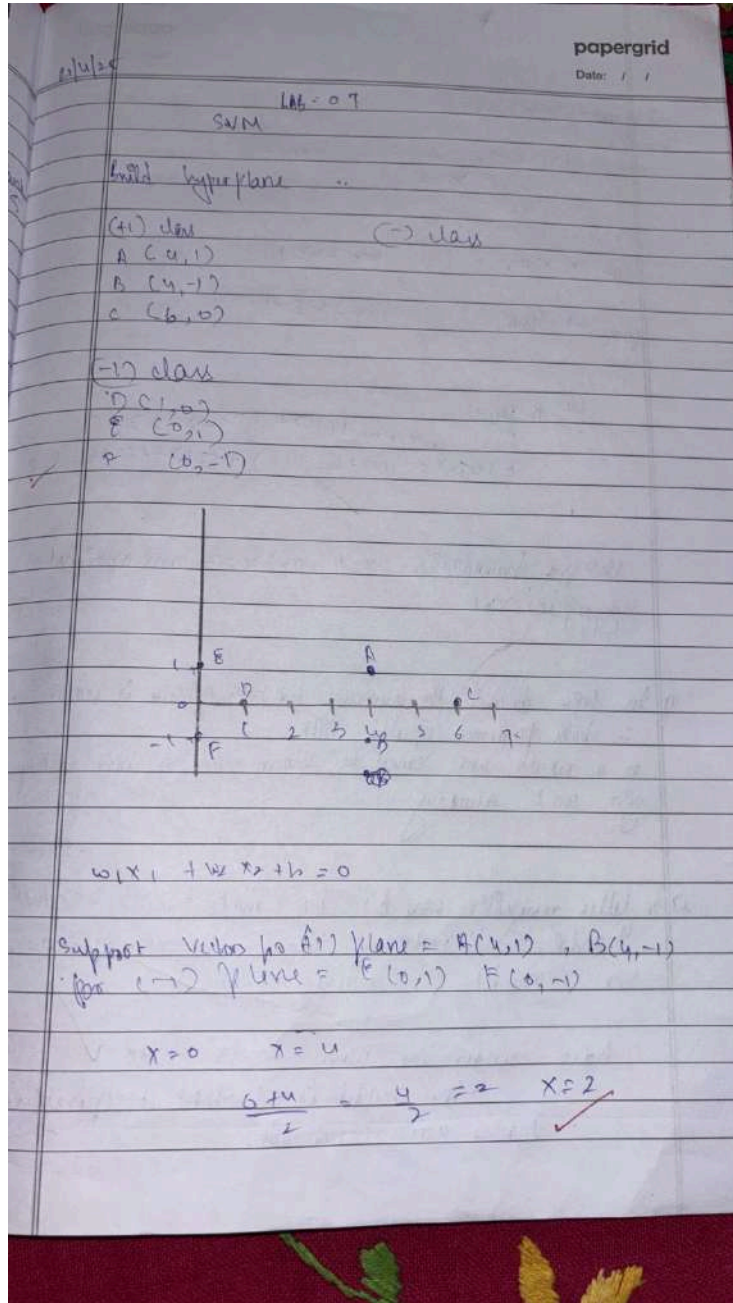 papergrid
Date: / /
LAB - 07
SVM
Build hyperplane
(+1) class (-) class
A (4,1)
B (4,-1)
C (6,0)
(-1) class
D (1,0)
E (0,1)
F (0,-1)
1 E A
0 D C
1 2 3 4 5 6 7
-1 F B
w1x1 + w2 x2 + b = 0
Support vectors for (+1) plane = A(4,1) , B(4,-1)
for (-1) plane = E (0,1) F (0,-1)
x=0 x=4
0+4/2 = 4/2 = 2 x=2